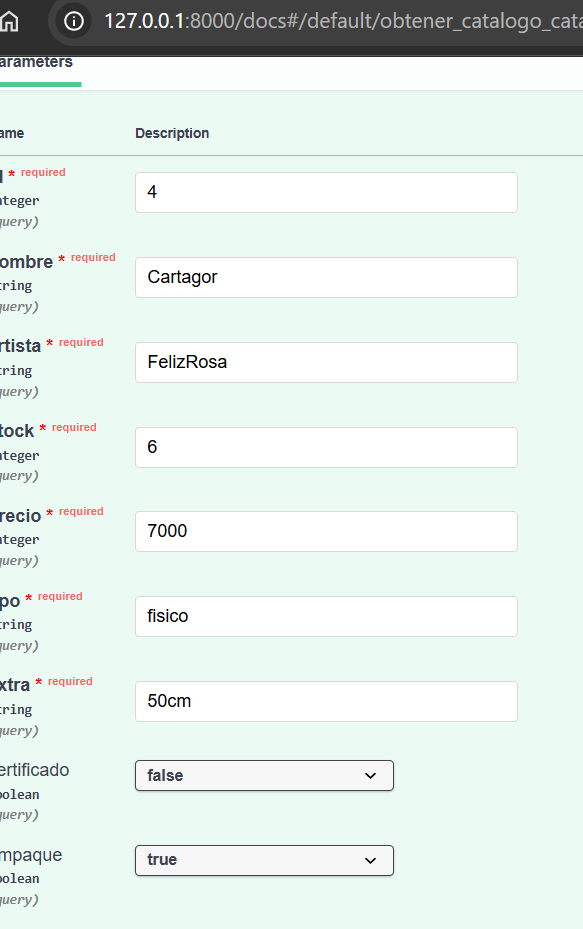 127.0.0.1:8000/docs#/default/obtener_catalogo_cata
arameters
ame Description
* required
4
nteger
query)
ombre * required
Cartagor
tring
query)
rtista * required
FelizRosa
tring
query)
tock * required
6
nteger
query)
recio * required
7000
nteger
query)
po * required
fisico
tring
query)
xtra * required
50cm
tring
query)
ertificado
false
oolean
query)
mpaque
true
oolean
query)